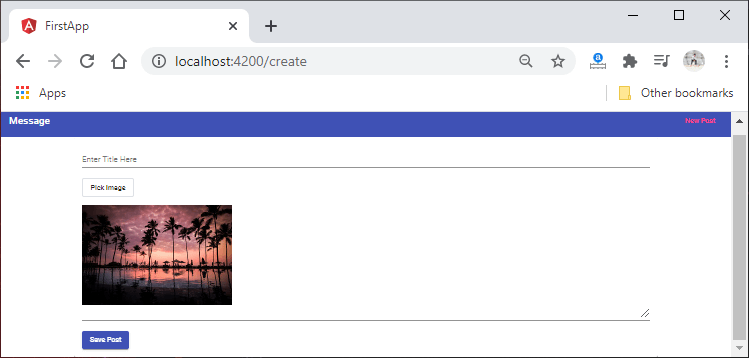 FirstApp
localhost:4200/create
Apps
Other bookmarks
Message
New Post
Enter Title Here
Pick Image
Save Post